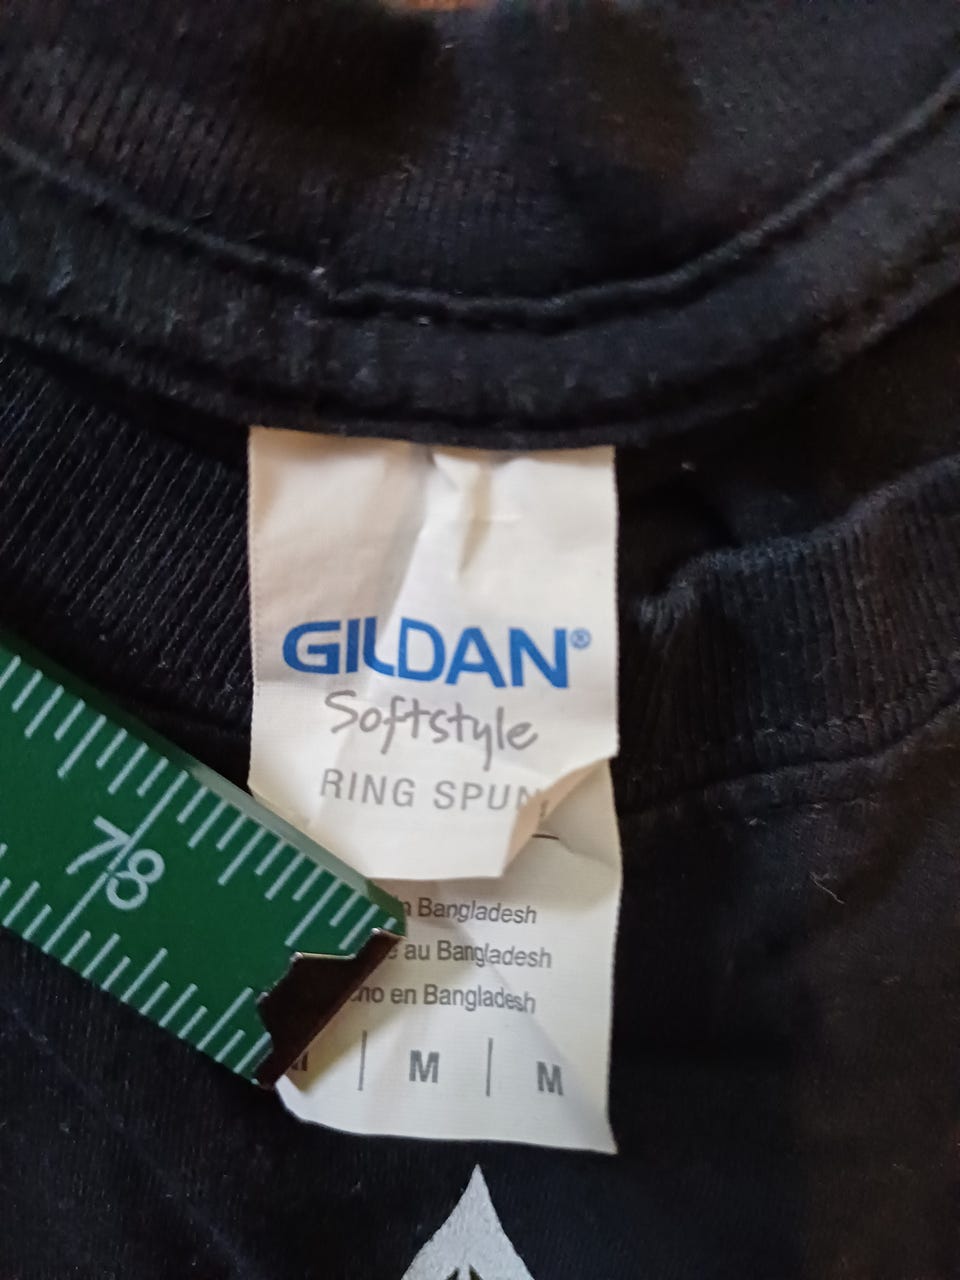 GILDAN®
Softstyle
RING SPUN
Bangladesh
au Bangladesh
en Bangladesh
M | M
78